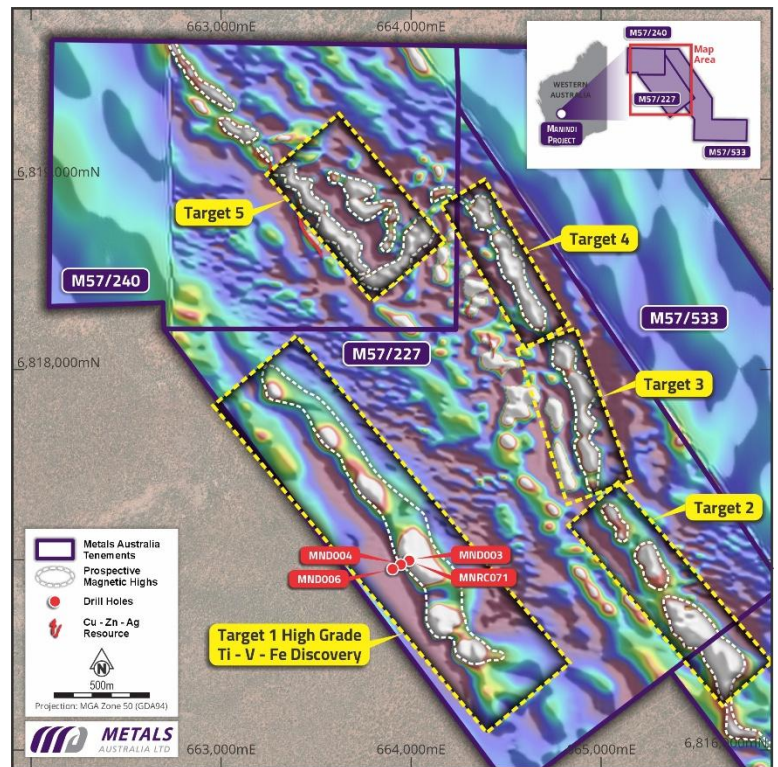 663,000mE
664,000mE
M57/240
Map
Area
WESTERN
AUSTRALIA
M57/227
MANINDI
PROJECT
M57/533
6,819,000mN
Target 5
Target 4
M57/240
M57/533
M57/227
6,818,000mN
Target 3
Target 2
MND004
MND003
MND006
MNRC071
Target 1 High Grade
Ti - V - Fe Discovery
Metals Australia
Tenements
Prospective
Magnetic Highs
Drill Holes
Cu - Zn - Ag
Resource
N
500m
Projection: MGA Zone 50 (GDA94)
METALS
AUSTRALIA LTD
663,000mE
664,000mE
665,000mE